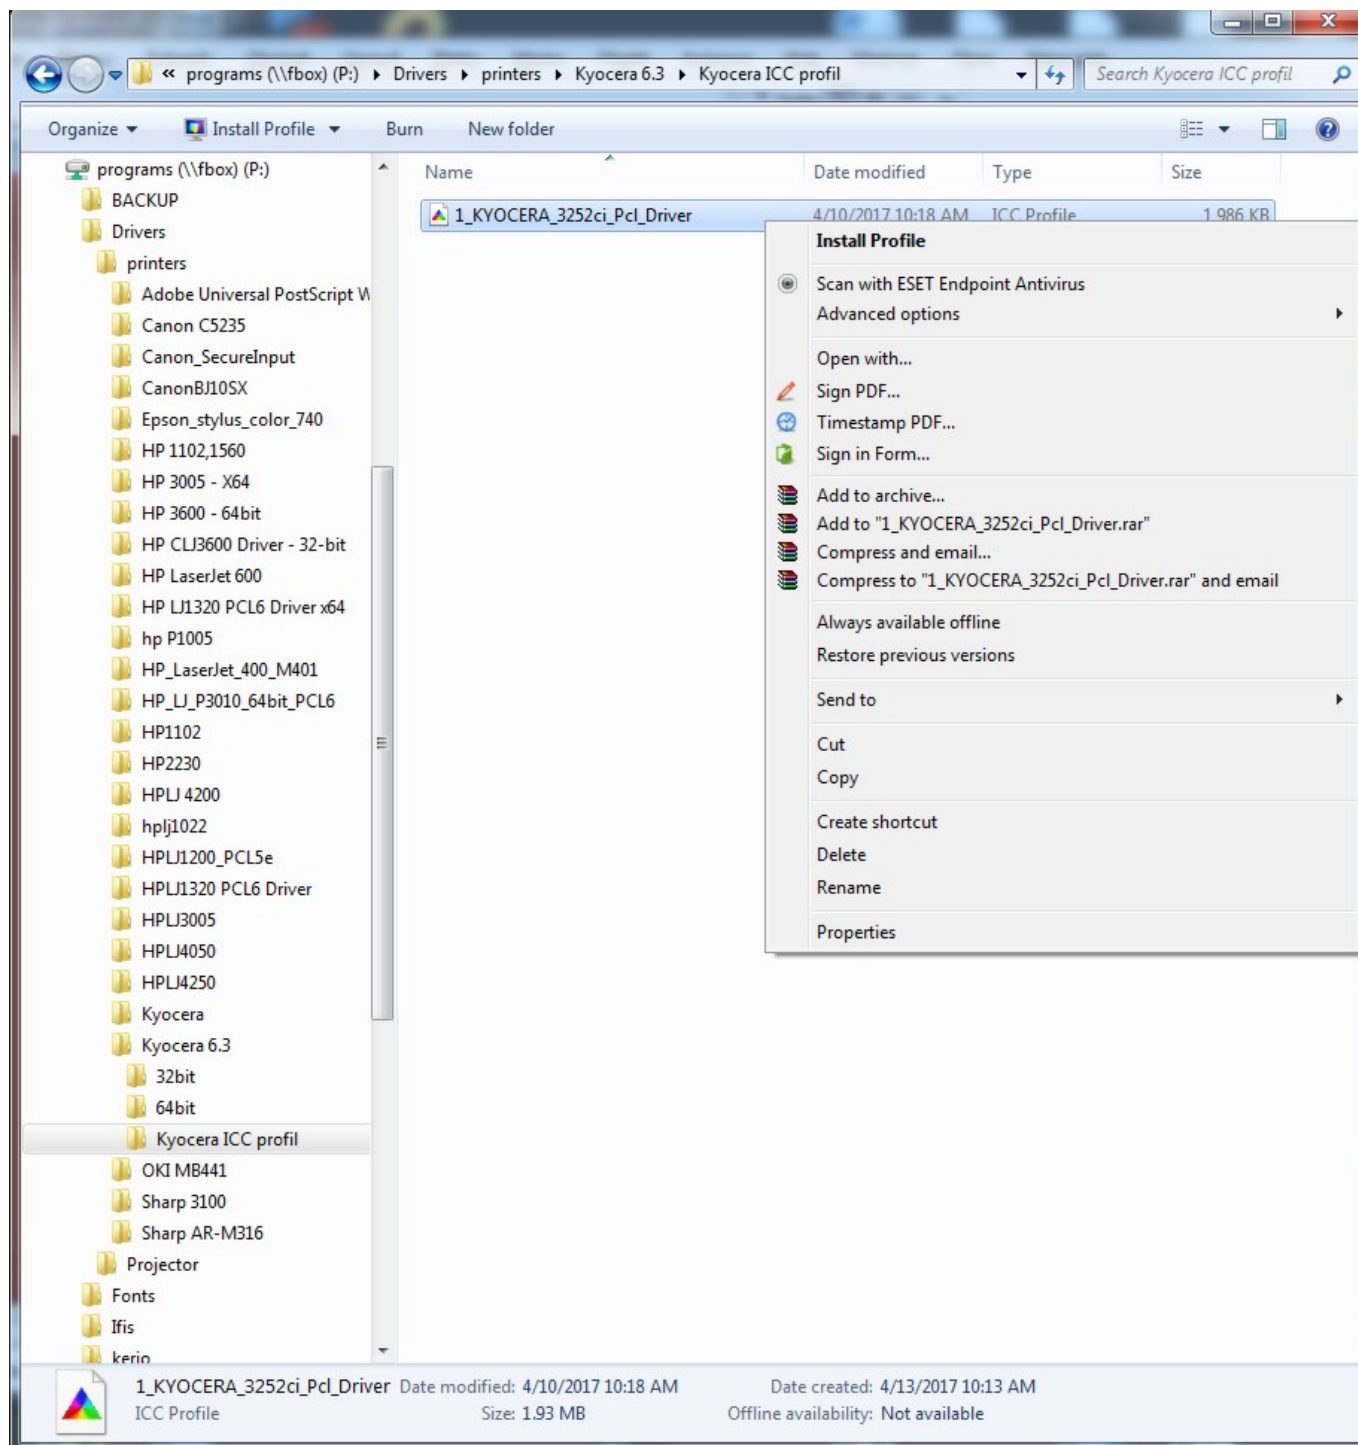 « programs (\\fbox) (P:) Drivers printers Kyocera 6.3 Kyocera ICC profil Search Kyocera ICC profil
Organize Install Profile Burn New folder
programs (\\fbox) (P:)
BACKUP
Drivers
printers
Adobe Universal PostScript W
Canon C5235
Canon_SecureInput
CanonBJ10SX
Epson_stylus_color_740
HP 1102,1560
HP 3005 - X64
HP 3600 - 64bit
HP CLJ3600 Driver - 32-bit
HP LaserJet 600
HP LJ1320 PCL6 Driver x64
hp P1005
HP_LaserJet_400_M401
HP_LJ_P3010_64bit_PCL6
HP1102
HP2230
HPLJ 4200
hplj1022
HPLJ1200_PCL5e
HPLJ1320 PCL6 Driver
HPLJ3005
HPLJ4050
HPLJ4250
Kyocera
Kyocera 6.3
32bit
64bit
Kyocera ICC profil
OKI MB441
Sharp 3100
Sharp AR-M316
Projector
Fonts
Ifis
kerio
Name Date modified Type Size
1_KYOCERA_3252ci_Pcl_Driver 4/10/2017 10:18 AM ICC Profile 1 986 KB
Install Profile
Scan with ESET Endpoint Antivirus
Advanced options
Open with...
Sign PDF...
Timestamp PDF...
Sign in Form...
Add to archive...
Add to "1_KYOCERA_3252ci_Pcl_Driver.rar"
Compress and email...
Compress to "1_KYOCERA_3252ci_Pcl_Driver.rar" and email
Always available offline
Restore previous versions
Send to
Cut
Copy
Create shortcut
Delete
Rename
Properties
1_KYOCERA_3252ci_Pcl_Driver Date modified: 4/10/2017 10:18 AM Date created: 4/13/2017 10:13 AM
ICC Profile Size: 1.93 MB Offline availability: Not available